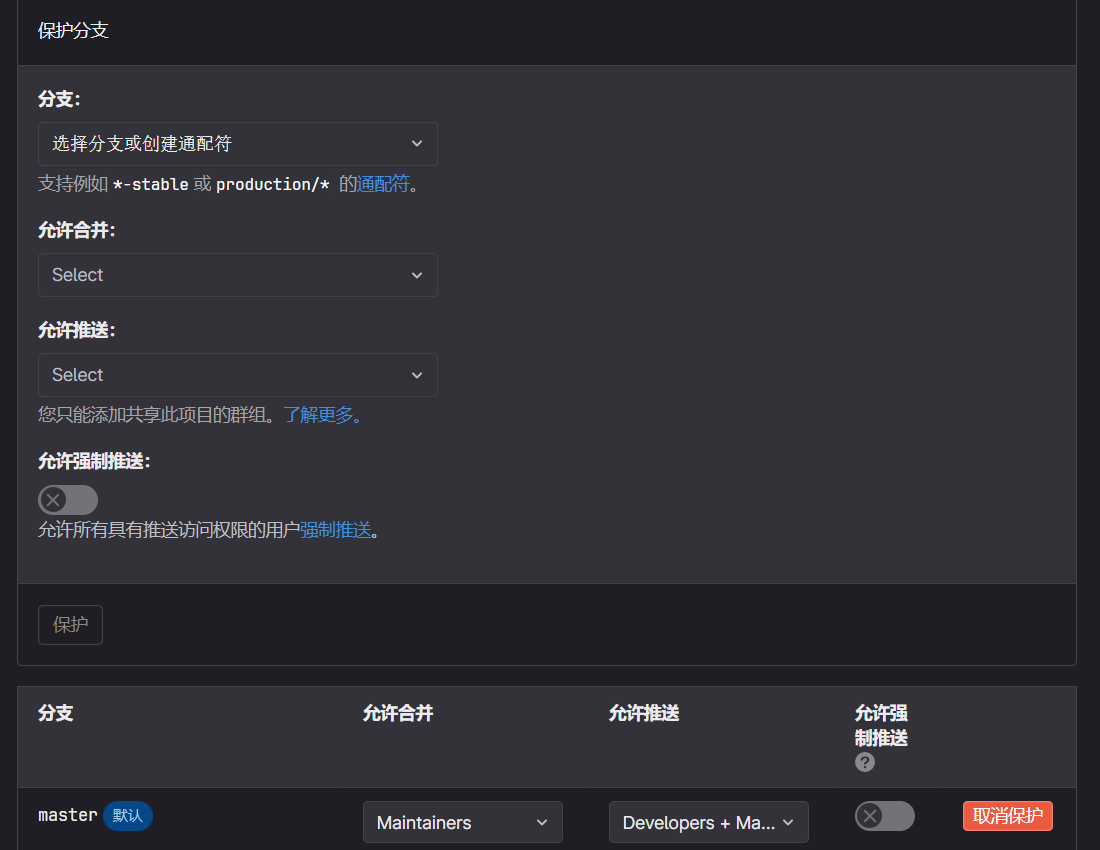 保护分支
分支：
选择分支或创建通配符
支持例如 *-stable 或 production/* 的通配符。
允许合并：
Select
允许推送：
Select
您只能添加共享此项目的群组。了解更多。
允许强制推送：
允许所有具有推送访问权限的用户强制推送。
保护
分支 允许合并 允许推送 允许强
制推送
?
master 默认 Maintainers Developers + Ma... 取消保护